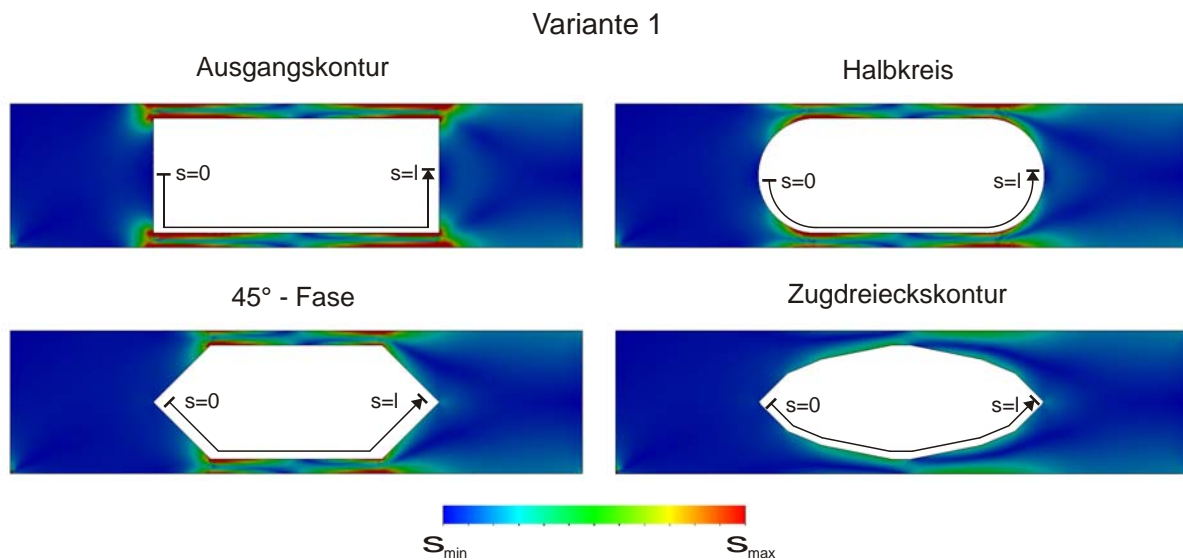 Variante 1
Ausgangskontur
Halbkreis
s=0
s=l
s=0
s=l
45° - Fase
Zugdreieckskontur
s=0
s=l
s=0
s=l
Smin
Smax